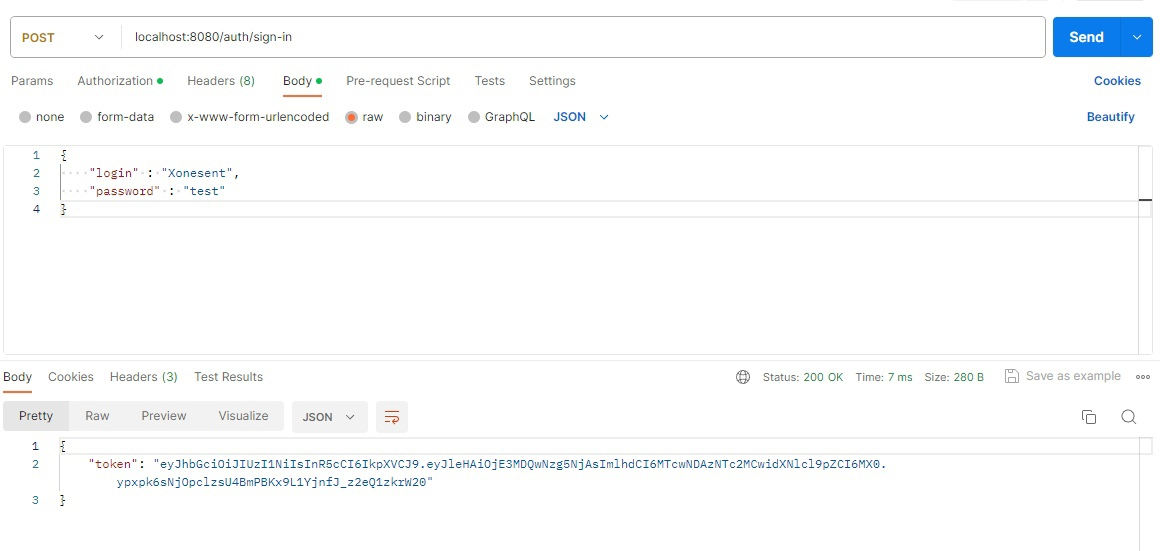 POST localhost:8080/auth/sign-in Send
Params Authorization Headers (8) Body Pre-request Script Tests Settings Cookies
none form-data x-www-form-urlencoded raw binary GraphQL JSON Beautify
1 {
2 "login" : "Xonesent",
3 "password" : "test"
4 }
Body Cookies Headers (3) Test Results Status: 200 OK Time: 7 ms Size: 280 B Save as example
Pretty Raw Preview Visualize JSON
1 {
2 "token": "eyJhbGciOiJIUzI1NiIsInR5cCI6IkpXVCJ9.eyJleHAiOjE3MDQwNzg5NjAsImlhdCI6MTcwNDAzNTc2MCwidXNlcl9pZCI6MX0.
ypxpk6sNjOpclzsU4BmPBKx9L1YjnfJ_z2eQ1zkrW20"
3 }